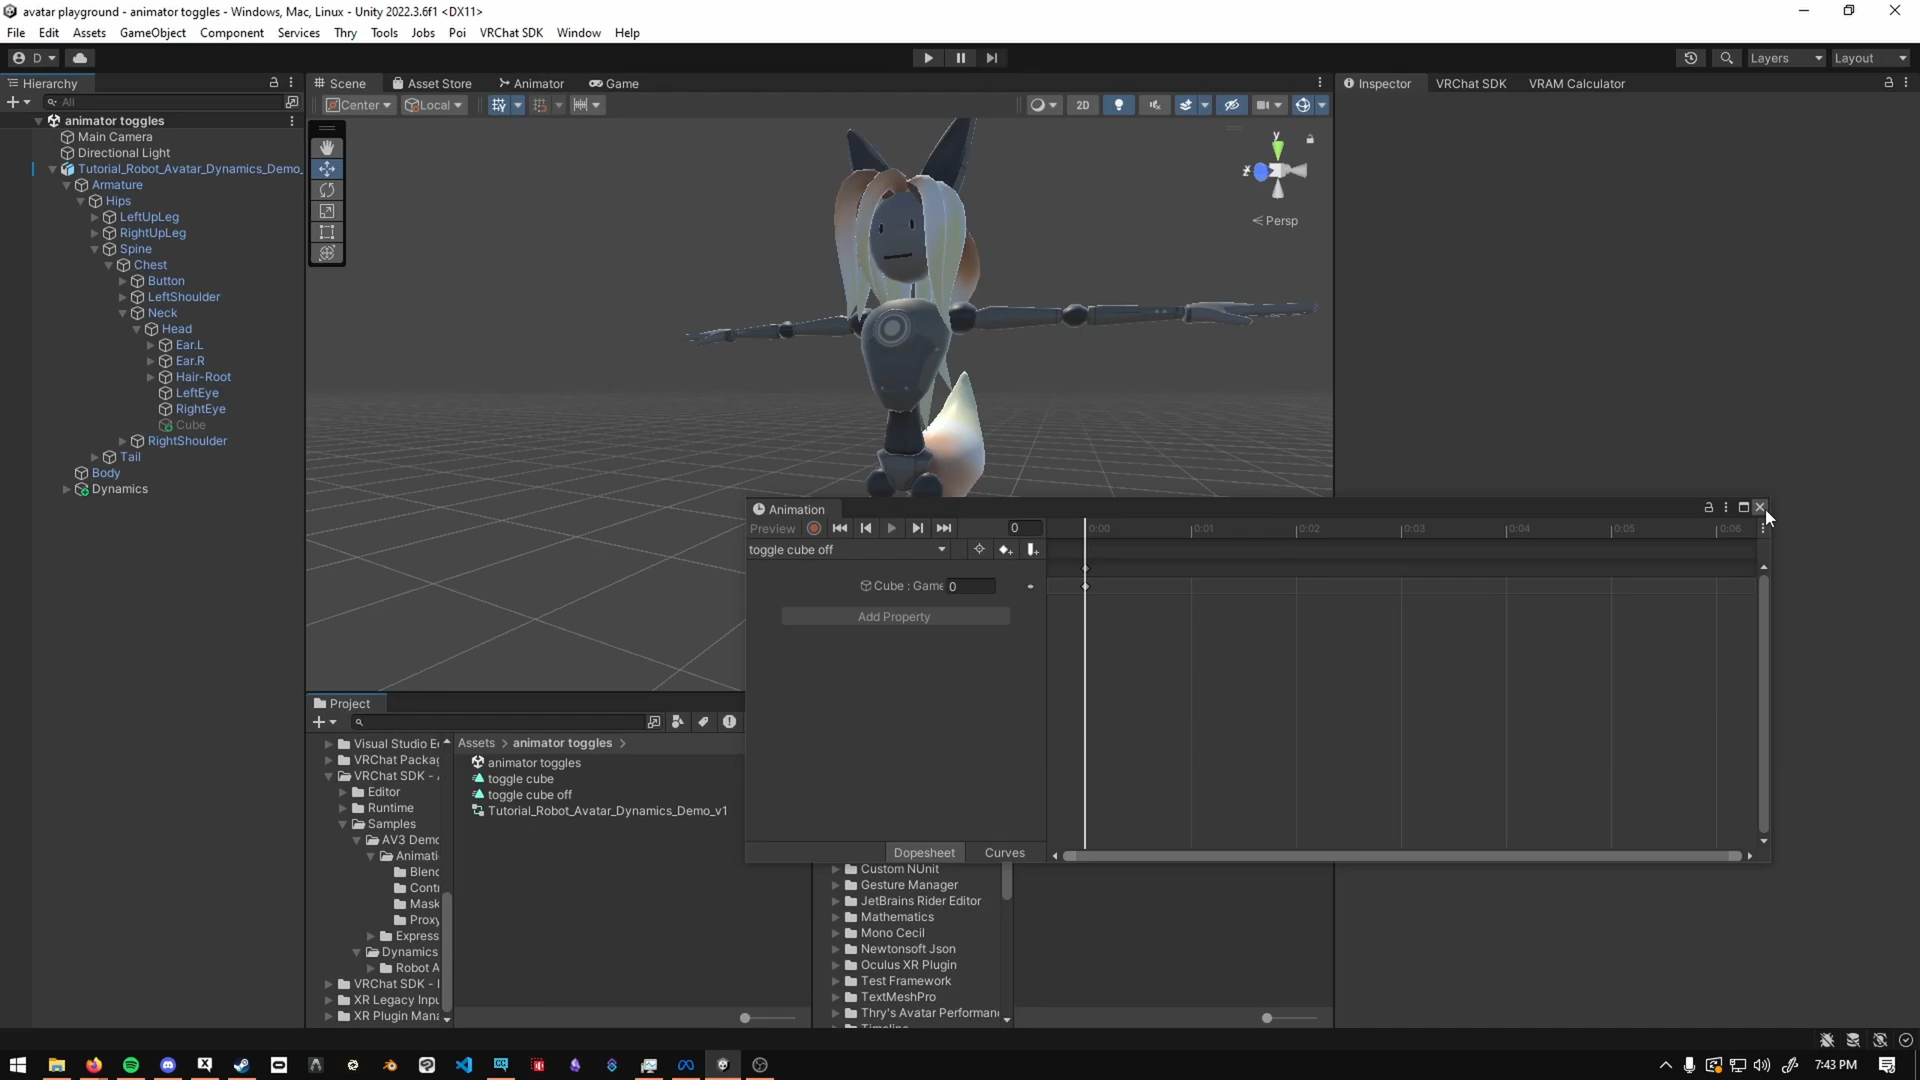 avatar playground - animator toggles - Windows, Mac, Linux - Unity 2022.3.6f1 <DX11>
File Edit Assets GameObject Component Services Thry Tools Jobs Poi VRChat SDK Window Help
D
Layers
Layout
Hierarchy
All
animator toggles
Main Camera
Directional Light
Tutorial_Robot_Avatar_Dynamics_Demo_
Armature
Hips
LeftUpLeg
RightUpLeg
Spine
Chest
Button
LeftShoulder
Neck
Head
Ear.L
Ear.R
Hair-Root
LeftEye
RightEye
Cube
RightShoulder
Tail
Body
Dynamics
Scene Asset Store Animator Game
Center Local 2D
y
z
Persp
Inspector VRChat SDK VRAM Calculator
Animation
Preview 0
toggle cube off
Cube : Game 0
Add Property
0:00 0:01 0:02 0:03 0:04 0:05 0:06
Dopesheet Curves
Project
Visual Studio E
VRChat Packag
VRChat SDK - 
Editor
Runtime
Samples
AV3 Demo
Animati
Blend
Contr
Mask
Proxy
Express
Dynamics
Robot A
VRChat SDK - 
XR Legacy Inpu
XR Plugin Mana
Assets > animator toggles >
animator toggles
toggle cube
toggle cube off
Tutorial_Robot_Avatar_Dynamics_Demo_v1
Custom NUnit
Gesture Manager
JetBrains Rider Editor
Mathematics
Mono Cecil
Newtonsoft Json
Oculus XR Plugin
Test Framework
TextMeshPro
Thry's Avatar Performan
Timeline
7:43 PM